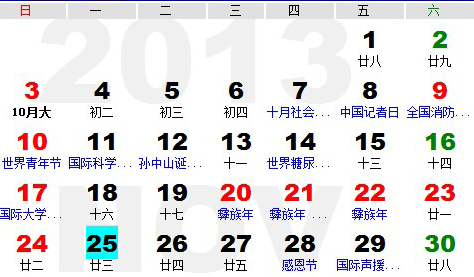 2013
NOV
日 一 二 三 四 五 六
1 2
廿八 廿九
3 4 5 6 7 8 9
10月大 初二 初三 初四 十月社会... 中国记者日 全国消防...
10 11 12 13 14 15 16
世界青年节 国际科学... 孙中山诞... 十一 世界糖尿... 十三 十四
17 18 19 20 21 22 23
国际大学... 十六 十七 彝族年 彝族年 ... 彝族年 廿一
24 25 26 27 28 29 30
廿二 廿三 廿四 廿五 感恩节 国际声援... 廿八